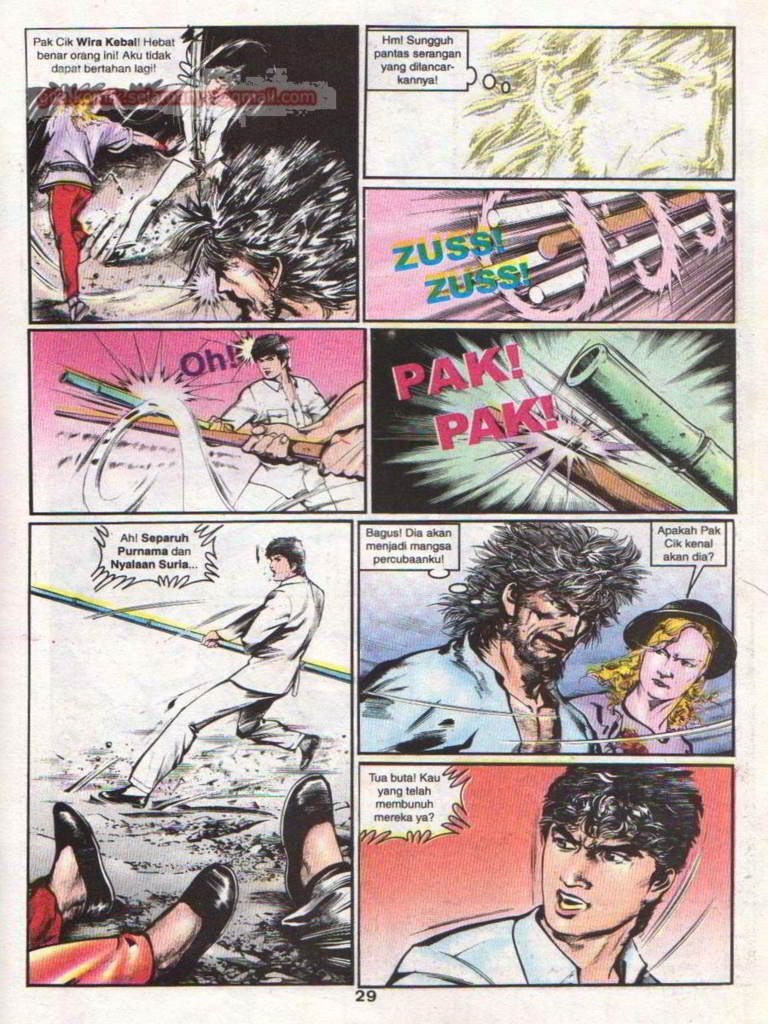 Pak Cik Wira Kebal! Hebat
benar orang ini! Aku tidak
dapat bertahan lagi!
Hm! Sungguh
pantas serangan
yang dilancar-
kannya!
ZUSS!
ZUSS!
Oh!
PAK!
PAK!
Ah! Separuh
Purnama dan
Nyalaan Suria...
Bagus! Dia akan
menjadi mangsa
percubaanku!
Apakah Pak
Cik kenal
akan dia?
Tua buta! Kau
yang telah
membunuh
mereka ya?
29